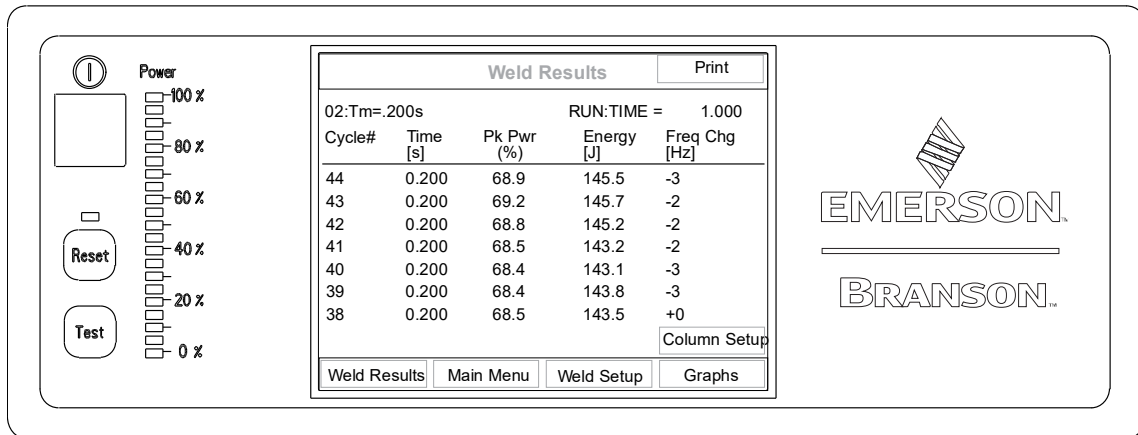 Power
100 %
80 %
60 %
40 %
20 %
0 %
Reset
Test
Weld Results
Print
02:Tm=.200s RUN:TIME = 1.000
Cycle# Time [s] Pk Pwr (%) Energy [J] Freq Chg [Hz]
44 0.200 68.9 145.5 -3
43 0.200 69.2 145.7 -2
42 0.200 68.8 145.2 -2
41 0.200 68.5 143.2 -2
40 0.200 68.4 143.1 -3
39 0.200 68.4 143.8 -3
38 0.200 68.5 143.5 +0
Column Setup
Weld Results Main Menu Weld Setup Graphs
EMERSON™
BRANSON™